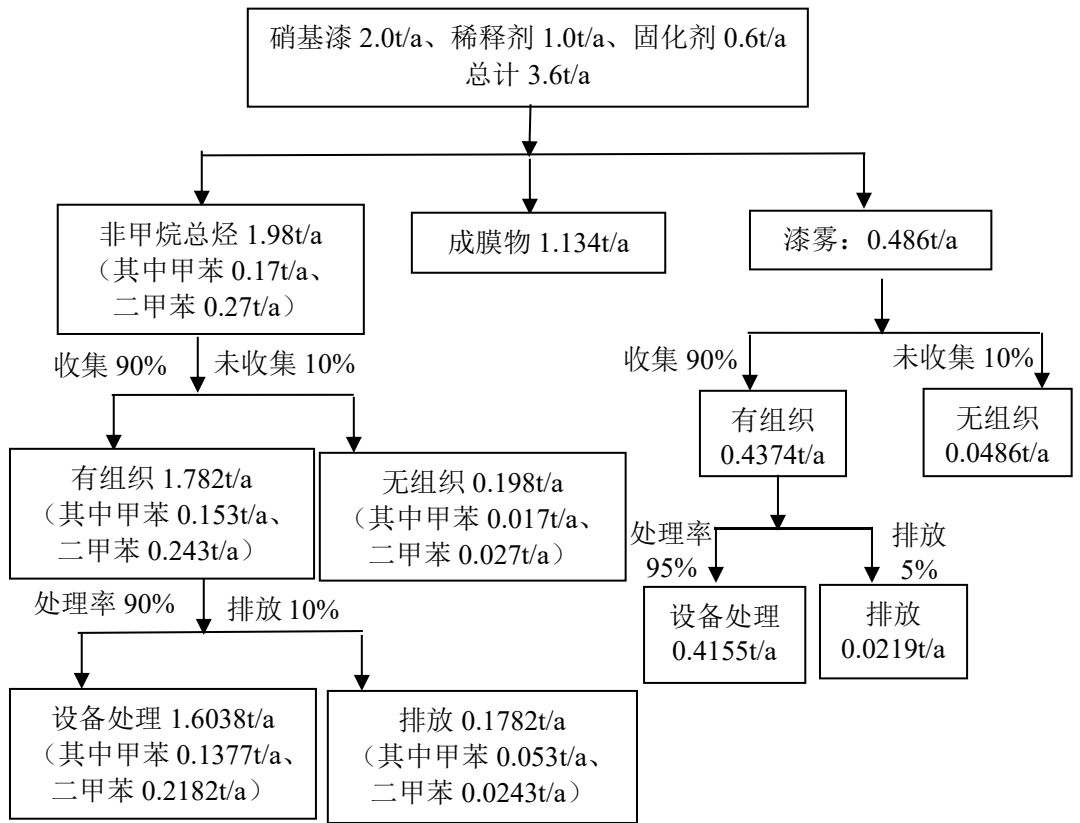 硝基漆 2.0t/a、稀释剂 1.0t/a、固化剂 0.6t/a
总计 3.6t/a
非甲烷总烃 1.98t/a
（其中甲苯 0.17t/a、
二甲苯 0.27t/a）
成膜物 1.134t/a
漆雾：0.486t/a
收集 90%
未收集 10%
收集 90%
未收集 10%
有组织
0.4374t/a
无组织
0.0486t/a
有组织 1.782t/a
（其中甲苯 0.153t/a、
二甲苯 0.243t/a）
无组织 0.198t/a
（其中甲苯 0.017t/a、
二甲苯 0.027t/a）
处理率
95%
排放
5%
处理率 90%
排放 10%
设备处理
0.4155t/a
排放
0.0219t/a
设备处理 1.6038t/a
（其中甲苯 0.1377t/a、
二甲苯 0.2182t/a）
排放 0.1782t/a
（其中甲苯 0.053t/a、
二甲苯 0.0243t/a）